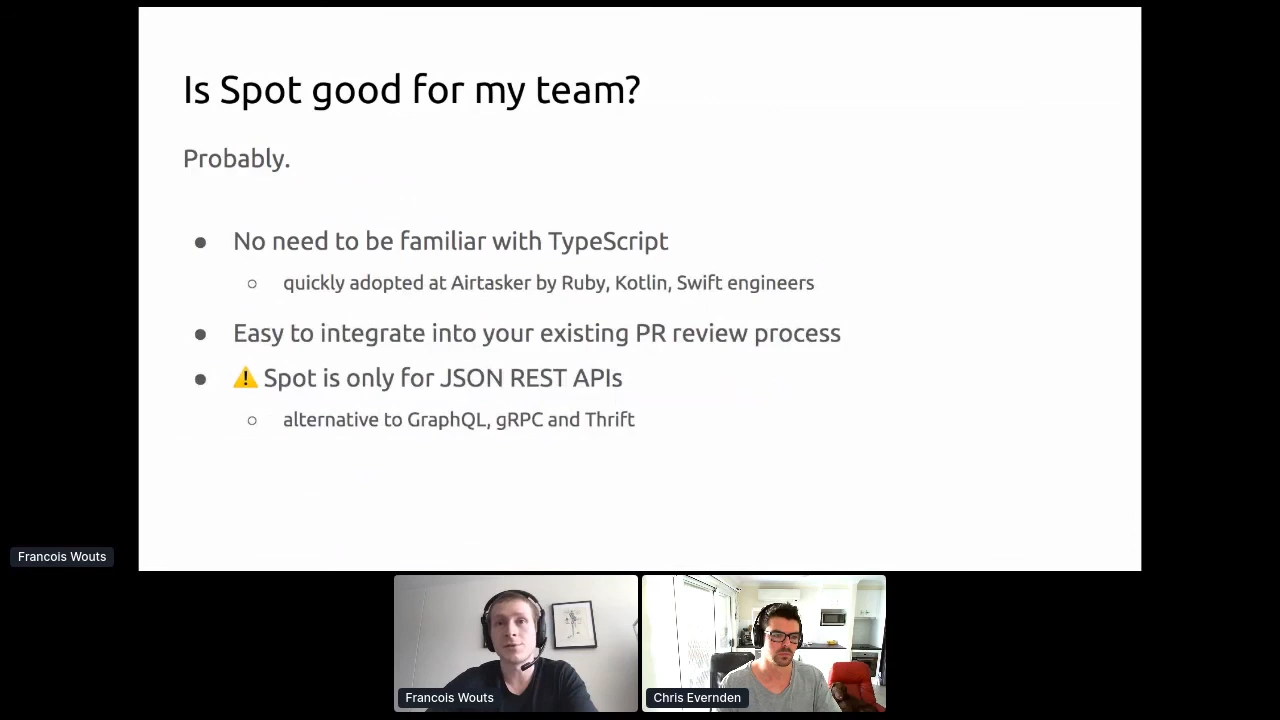 Is Spot good for my team?
Probably.
● No need to be familiar with TypeScript
○ quickly adopted at Airtasker by Ruby, Kotlin, Swift engineers
● Easy to integrate into your existing PR review process
● ⚠️ Spot is only for JSON REST APIs
○ alternative to GraphQL, gRPC and Thrift
Francois Wouts
Francois Wouts
Chris Evernden